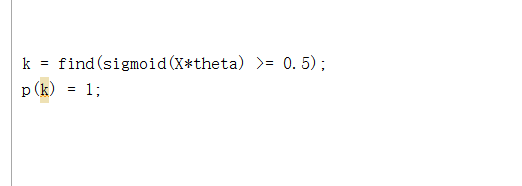 k = find(sigmoid(X*theta) >= 0.5);
p(k) = 1;